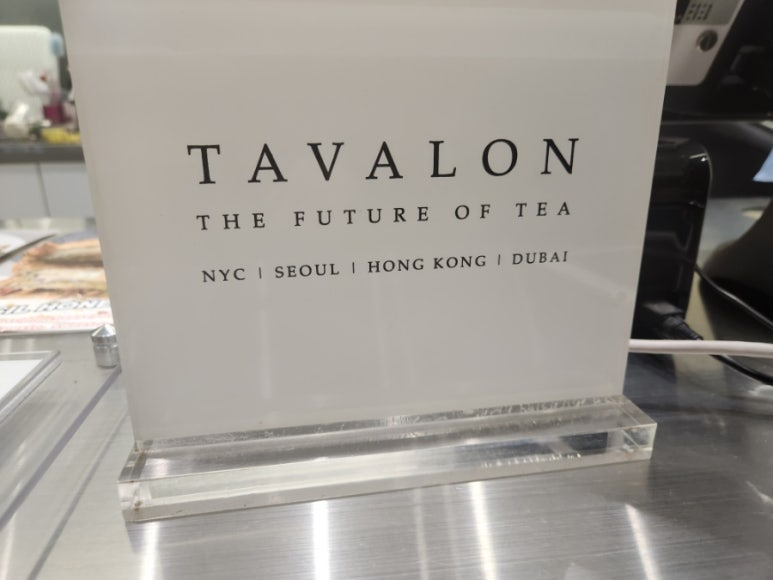 TAVALON
THE FUTURE OF TEA
NYC | SEOUL | HONG KONG | DUBAI